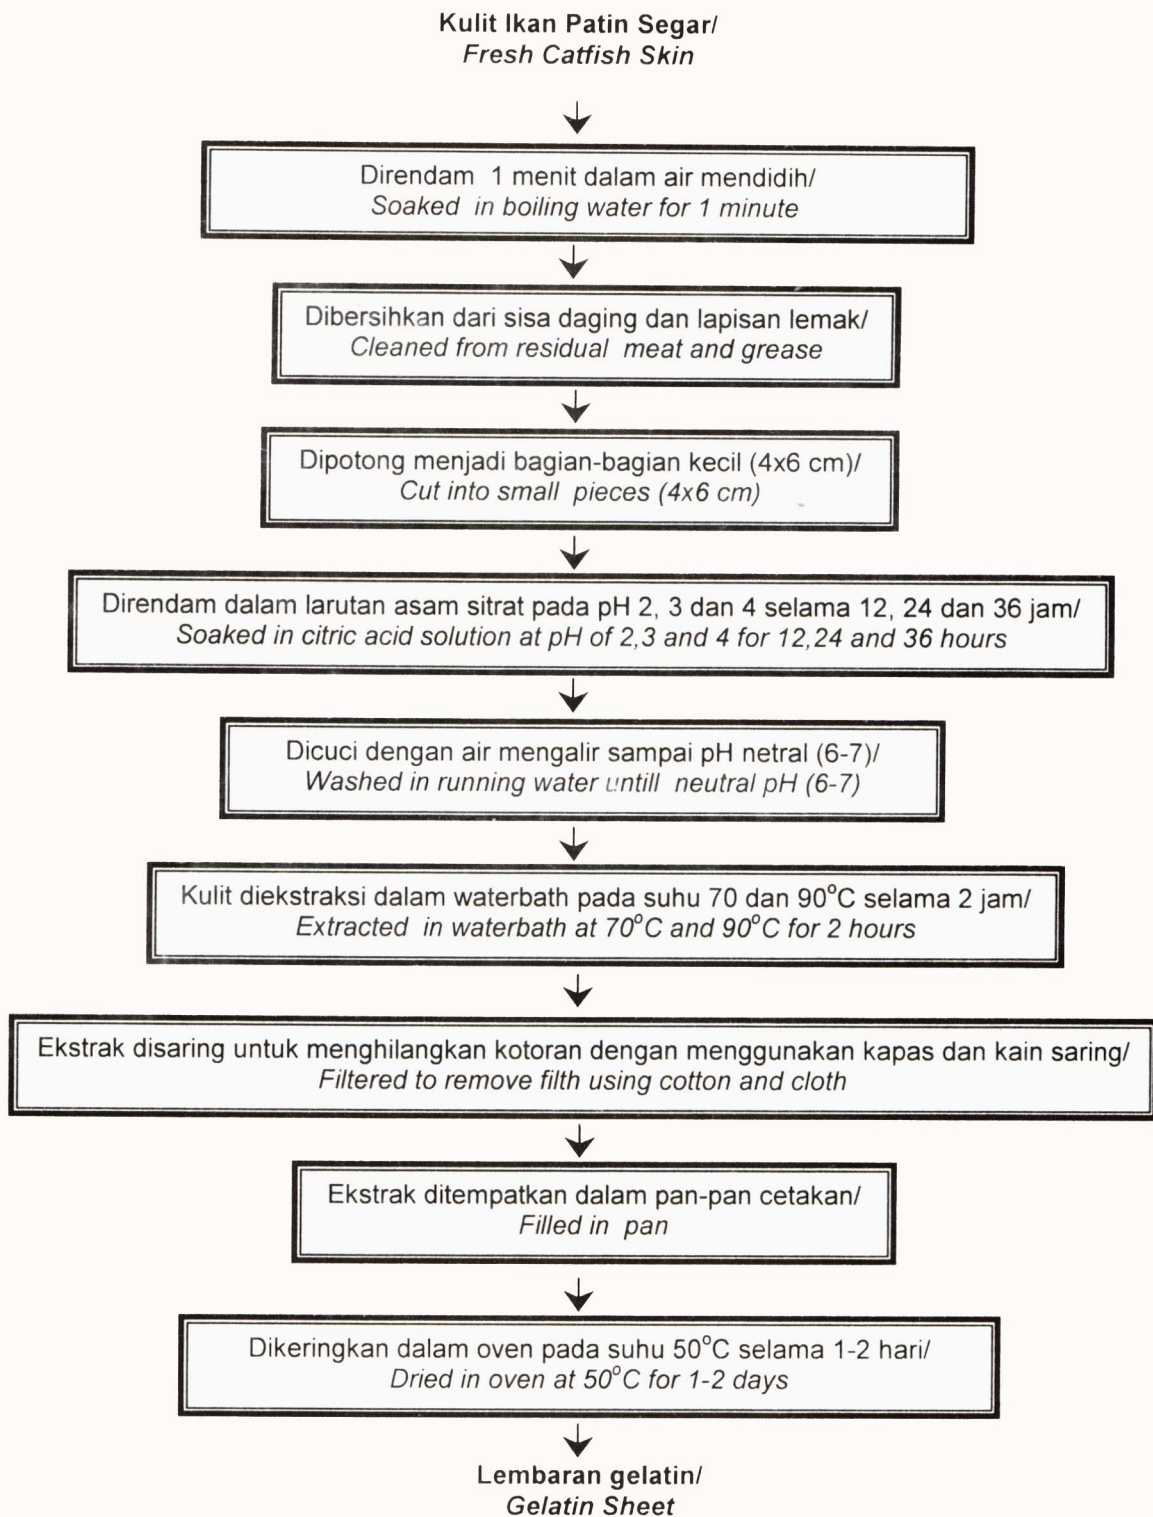 Kulit Ikan Patin Segar/
Fresh Catfish Skin
Direndam 1 menit dalam air mendidih/
Soaked in boiling water for 1 minute
Dibersihkan dari sisa daging dan lapisan lemak/
Cleaned from residual meat and grease
Dipotong menjadi bagian-bagian kecil (4x6 cm)/
Cut into small pieces (4x6 cm)
Direndam dalam larutan asam sitrat pada pH 2, 3 dan 4 selama 12, 24 dan 36 jam/
Soaked in citric acid solution at pH of 2,3 and 4 for 12,24 and 36 hours
Dicuci dengan air mengalir sampai pH netral (6-7)/
Washed in running water untill neutral pH (6-7)
Kulit diekstraksi dalam waterbath pada suhu 70 dan 90°C selama 2 jam/
Extracted in waterbath at 70°C and 90°C for 2 hours
Ekstrak disaring untuk menghilangkan kotoran dengan menggunakan kapas dan kain saring/
Filtered to remove filth using cotton and cloth
Ekstrak ditempatkan dalam pan-pan cetakan/
Filled in pan
Dikeringkan dalam oven pada suhu 50°C selama 1-2 hari/
Dried in oven at 50°C for 1-2 days
Lembaran gelatin/
Gelatin Sheet